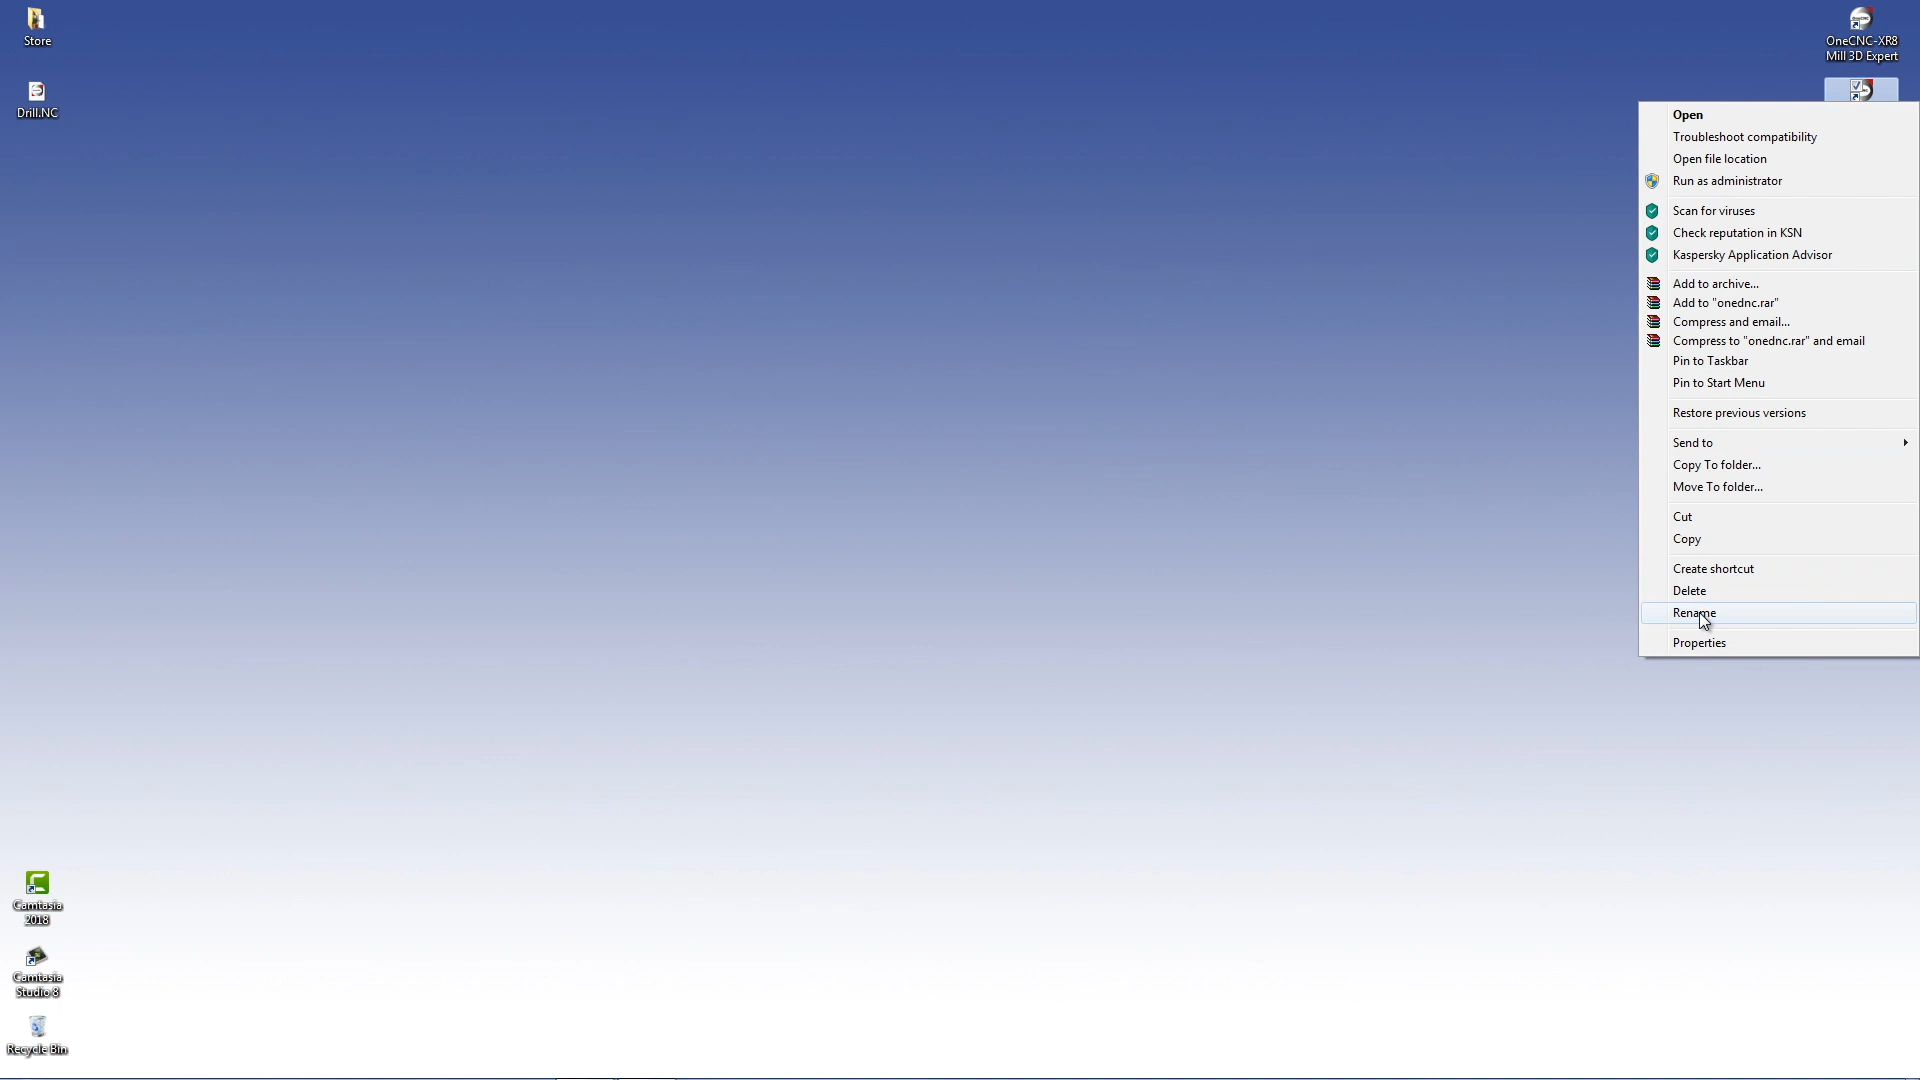 Store
Drill.NC
OneCNC-XR8
Mill 3D Expert
Open
Troubleshoot compatibility
Open file location
Run as administrator
Scan for viruses
Check reputation in KSN
Kaspersky Application Advisor
Add to archive...
Add to "onednc.rar"
Compress and email...
Compress to "onednc.rar" and email
Pin to Taskbar
Pin to Start Menu
Restore previous versions
Send to
Copy To folder...
Move To folder...
Cut
Copy
Create shortcut
Delete
Rename
Properties
Camtasia
2018
Camtasia
Studio 8
Recycle Bin